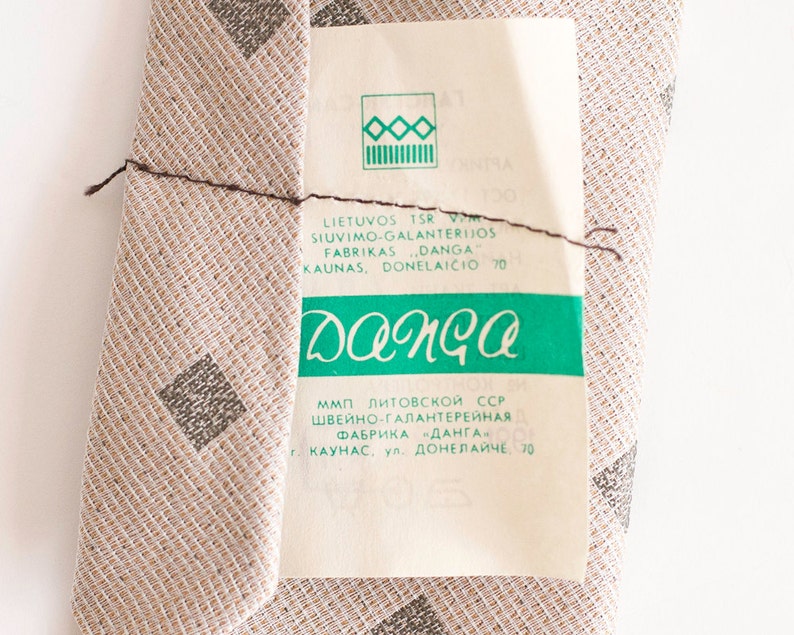 LIETUVOS TSR VPM
SIUVIMO-GALANTERIJOS
FABRIKAS „DANGA"
KAUNAS, DONELAIČIO 70
DANGA
ММП ЛИТОВСКОЙ ССР
ШВЕЙНО-ГАЛАНТЕРЕЙНАЯ
ФАБРИКА «ДАНГА»
г. КАУНАС, ул. ДОНЕЛАЙЧЕ 70